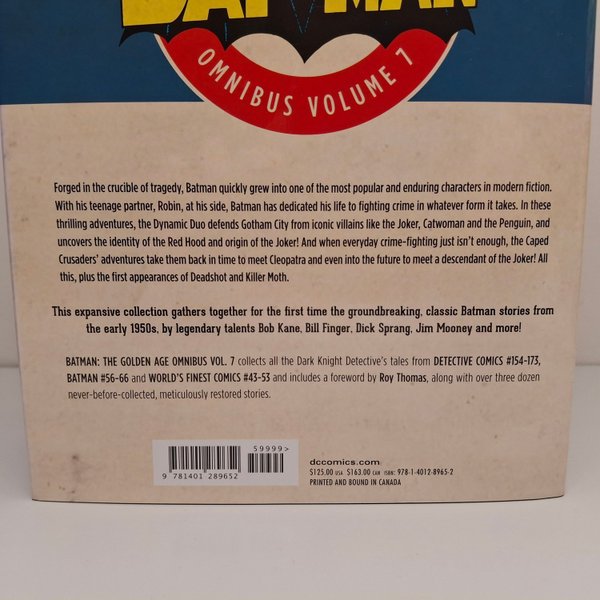 BATMAN
OMNIBUS VOLUME 7
Forged in the crucible of tragedy, Batman quickly grew into one of the most popular and enduring characters in modern fiction.
With his teenage partner, Robin, at his side, Batman has dedicated his life to fighting crime in whatever form it takes. In these
thrilling adventures, the Dynamic Duo defends Gotham City from iconic villains like the Joker, Catwoman and the Penguin, and
uncovers the identity of the Red Hood and origin of the Joker! And when everyday crime-fighting just isn't enough, the Caped
Crusaders' adventures take them back in time to meet Cleopatra and even into the future to meet a descendant of the Joker! All
this, plus the first appearances of Deadshot and Killer Moth.
This expansive collection gathers together for the first time the groundbreaking, classic Batman stories from
the early 1950s, by legendary talents Bob Kane, Bill Finger, Dick Sprang, Jim Mooney and more!
BATMAN: THE GOLDEN AGE OMNIBUS VOL. 7 collects all the Dark Knight Detective's tales from DETECTIVE COMICS #154-173,
BATMAN #56-66 and WORLD'S FINEST COMICS #43-53 and includes a foreword by Roy Thomas, along with over three dozen
never-before-collected, meticulously restored stories.
59999>
9 781401 289652
dccomics.com
$125.00 USA $163.00 CAN ISBN: 978-1-4012-8965-2
PRINTED AND BOUND IN CANADA